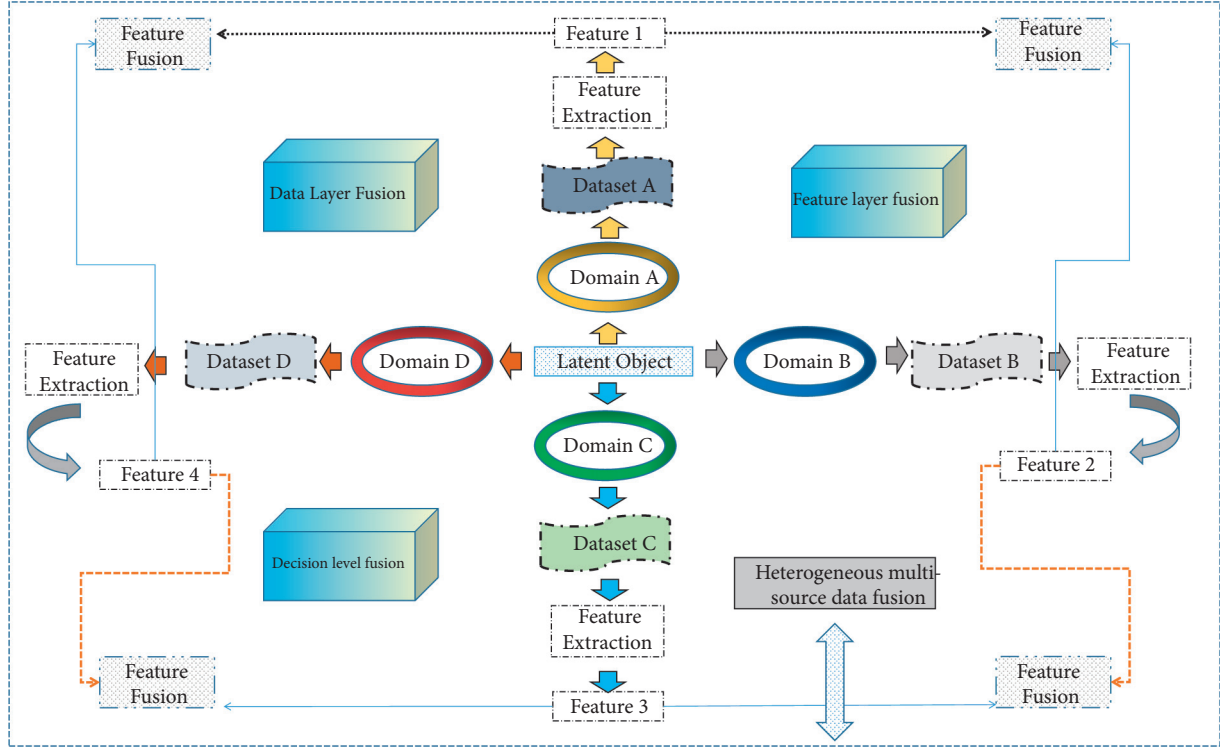 Feature
Fusion
Feature 1
Feature
Fusion
Feature
Extraction
Data Layer Fusion
Dataset A
Feature layer fusion
Domain A
Feature
Extraction
Dataset D
Domain D
Latent Object
Domain B
Dataset B
Feature
Extraction
Domain C
Feature 4
Feature 2
Dataset C
Decision level fusion
Heterogeneous multi-
source data fusion
Feature
Extraction
Feature
Fusion
Feature 3
Feature
Fusion